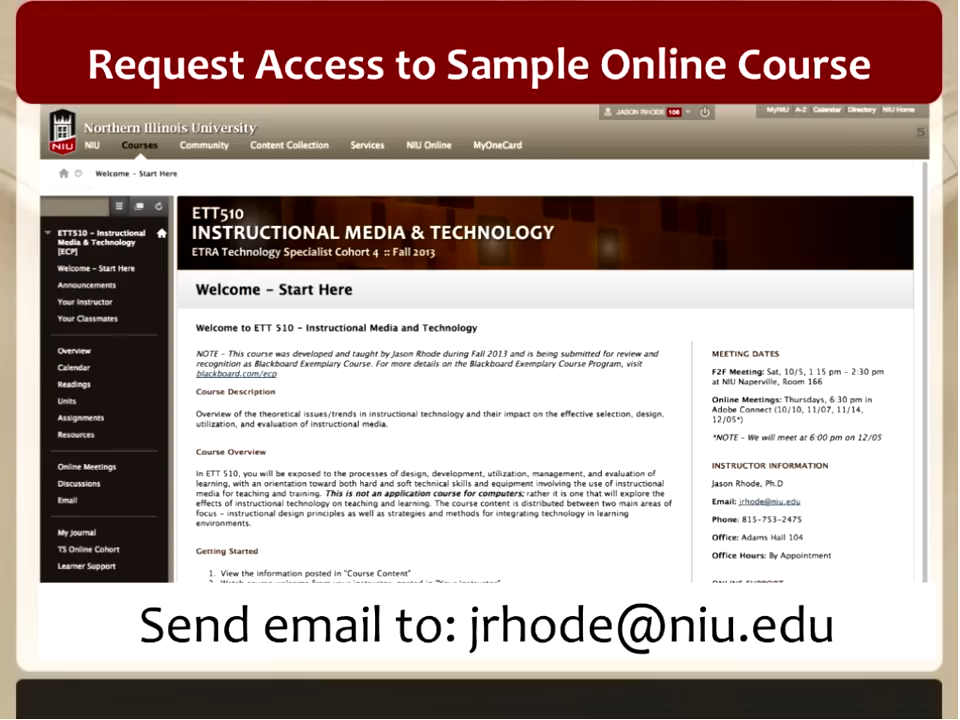 Request Access to Sample Online Course
JASON RHODE 106
MyNIU A-Z Calendar Directory NIU Home
Northern Illinois University
5
NIU
NIU Courses Community Content Collection Services NIU Online MyOneCard
Welcome – Start Here
ETT510 – Instructional
Media & Technology
[ECP]
Welcome – Start Here
Announcements
Your Instructor
Your Classmates
Overview
Calendar
Readings
Units
Assignments
Resources
Online Meetings
Discussions
Email
My Journal
TS Online Cohort
Learner Support
ETT510
INSTRUCTIONAL MEDIA & TECHNOLOGY
ETRA Technology Specialist Cohort 4 :: Fall 2013
Welcome – Start Here
Welcome to ETT 510 – Instructional Media and Technology
NOTE – This course was developed and taught by Jason Rhode during Fall 2013 and is being submitted for review and
recognition as Blackboard Exemplary Course. For more details on the Blackboard Exemplary Course Program, visit
blackboard.com/ecp
Course Description
Overview of the theoretical issues/trends in instructional technology and their impact on the effective selection, design,
utilization, and evaluation of instructional media.
Course Overview
In ETT 510, you will be exposed to the processes of design, development, utilization, management, and evaluation of
learning, with an orientation toward both hard and soft technical skills and equipment involving the use of instructional
media for teaching and training. This is not an application course for computers; rather it is one that will explore the
effects of instructional technology on teaching and learning. The course content is distributed between two main areas of
focus – instructional design principles as well as strategies and methods for integrating technology in learning
environments.
Getting Started
1. View the information posted in "Course Content"
MEETING DATES
F2F Meeting: Sat, 10/5, 1:15 pm – 2:30 pm
at NIU Naperville, Room 166
Online Meetings: Thursdays, 6:30 pm in
Adobe Connect (10/10, 11/07, 11/14,
12/05*)
*NOTE – We will meet at 6:00 pm on 12/05
INSTRUCTOR INFORMATION
Jason Rhode, Ph.D
Email: jrhode@niu.edu
Phone: 815-753-2475
Office: Adams Hall 104
Office Hours: By Appointment
Send email to: jrhode@niu.edu